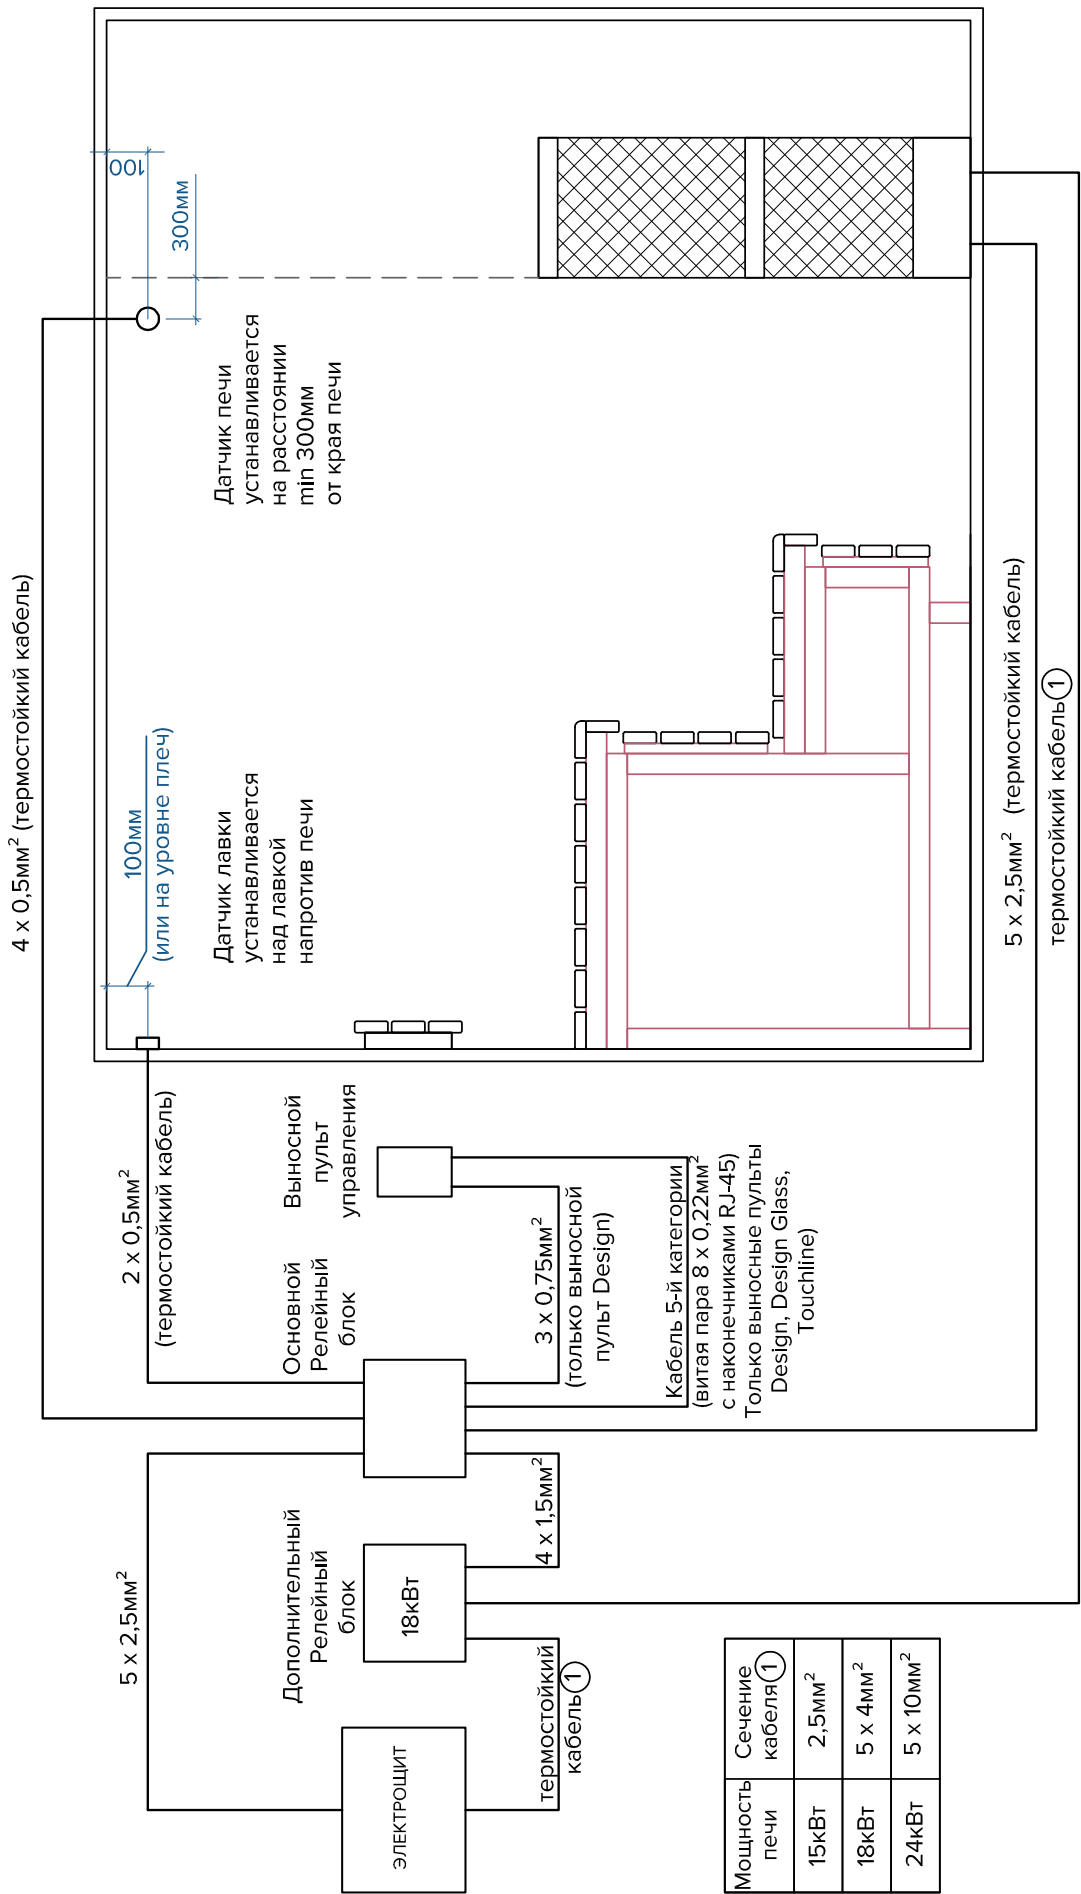 4 x 0,5мм² (термостойкий кабель)
100
300мм
100мм
(или на уровне плеч)
Датчик печи
устанавливается
на расстоянии
min 300мм
от края печи
Датчик лавки
устанавливается
над лавкой
напротив печи
2 x 0,5мм²
(термостойкий кабель)
Выносной
пульт
управления
Основной
Релейный
блок
3 x 0,75мм²
(только выносной
пульт Design)
Кабель 5-й категории
(витая пара 8 x 0,22мм²
с наконечниками RJ-45)
Только выносные пульты
Design, Design Glass,
Touchline)
5 x 2,5мм² (термостойкий кабель)
термостойкий кабель 1
5 x 2,5мм²
Дополнительный
Релейный
блок
18кВт
4 x 1,5мм²
ЭЛЕКТРОЩИТ
термостойкий
кабель 1
Мощность печи Сечение кабеля 1
15кВт 2,5мм²
18кВт 5 x 4мм²
24кВт 5 x 10мм²